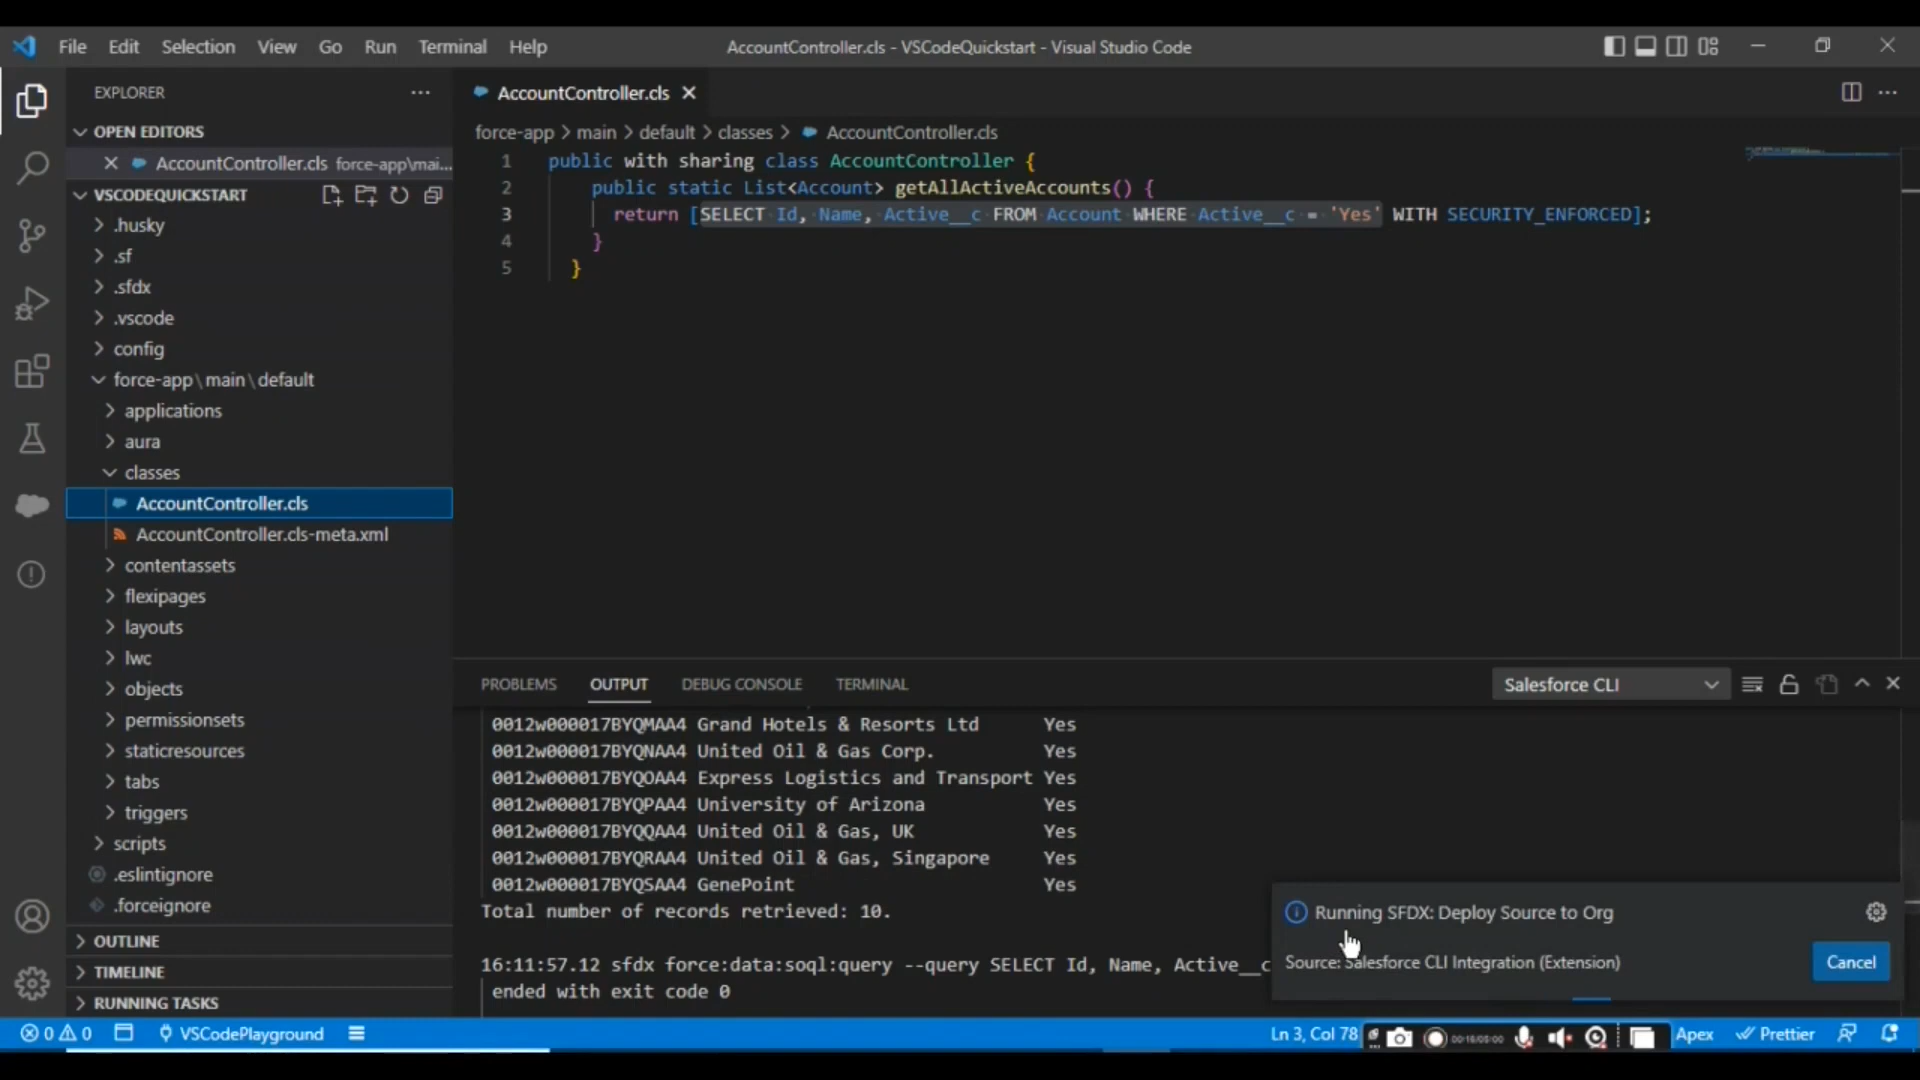 File Edit Selection View Go Run Terminal Help
AccountController.cls - VSCodeQuickstart - Visual Studio Code
EXPLORER
OPEN EDITORS
AccountController.cls force-app\mai...
VSCODEQUICKSTART
.husky
.sf
.sfdx
.vscode
config
force-app\main\default
applications
aura
classes
AccountController.cls
AccountController.cls-meta.xml
contentassets
flexipages
layouts
lwc
objects
permissionsets
staticresources
tabs
triggers
scripts
.eslintignore
.forceignore
OUTLINE
TIMELINE
RUNNING TASKS
AccountController.cls
force-app > main > default > classes > AccountController.cls
1 public with sharing class AccountController {
2 public static List<Account> getAllActiveAccounts() {
3 return [SELECT Id, Name, Active__c FROM Account WHERE Active__c = 'Yes' WITH SECURITY_ENFORCED];
4 }
5 }
PROBLEMS OUTPUT DEBUG CONSOLE TERMINAL
Salesforce CLI
0012w000017BYQMAA4 Grand Hotels & Resorts Ltd Yes
0012w000017BYQNAA4 United Oil & Gas Corp. Yes
0012w000017BYQOAA4 Express Logistics and Transport Yes
0012w000017BYQPAA4 University of Arizona Yes
0012w000017BYQQAA4 United Oil & Gas, UK Yes
0012w000017BYQRAA4 United Oil & Gas, Singapore Yes
0012w000017BYQSAA4 GenePoint Yes
Total number of records retrieved: 10.
16:11:57.12 sfdx force:data:soql:query --query SELECT Id, Name, Active__c
ended with exit code 0
Running SFDX: Deploy Source to Org
Source: Salesforce CLI Integration (Extension)
Cancel
0 0 VSCodePlayground
Ln 3, Col 78
Apex Prettier